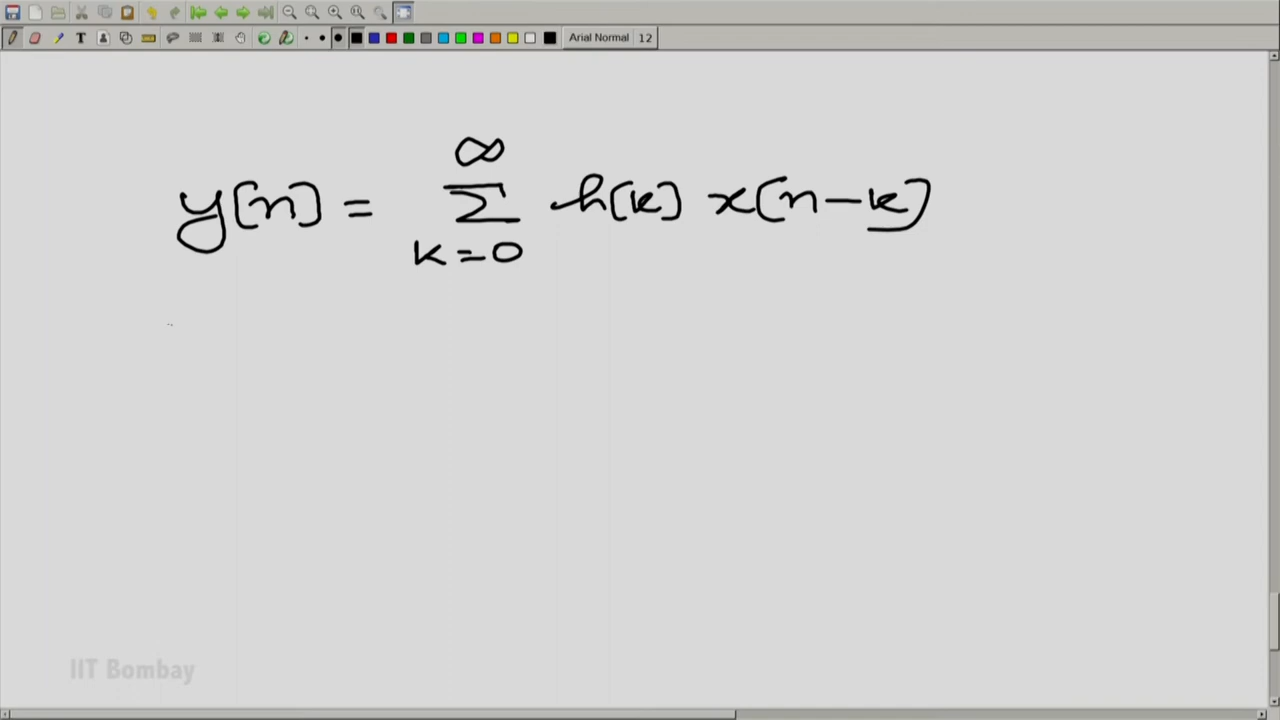 Arial Normal 12
∞
y[n] = Σ h[k] x[n-k]
k=0
IIT Bombay